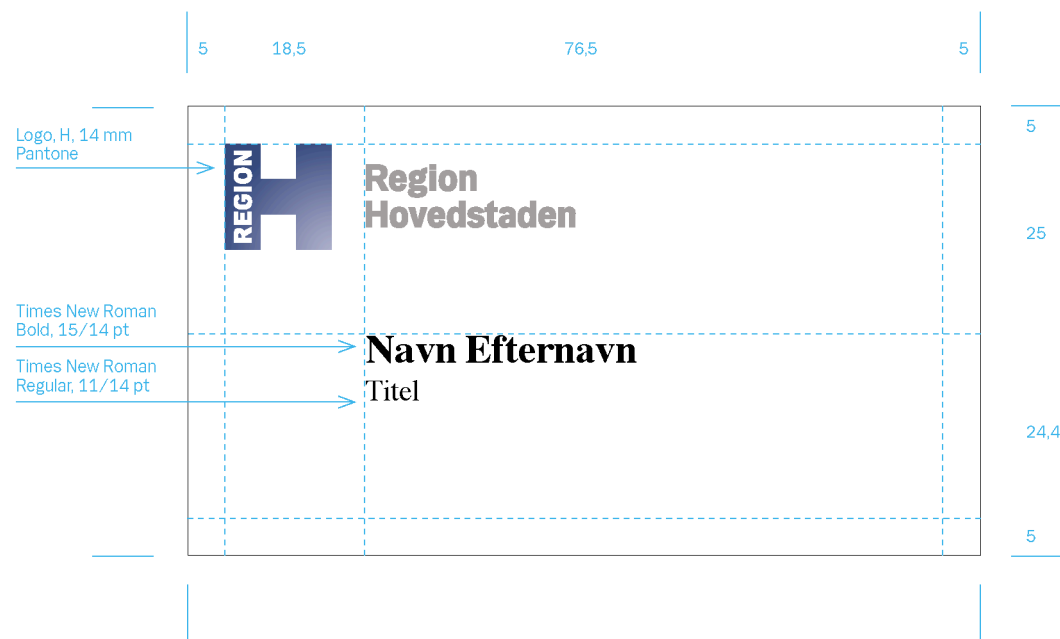 5
18,5
76,5
5
Logo, H, 14 mm
Pantone
5
REGION
Region
Hovedstaden
25
Times New Roman
Bold, 15/14 pt
Navn Efternavn
Times New Roman
Regular, 11/14 pt
Titel
24,4
5